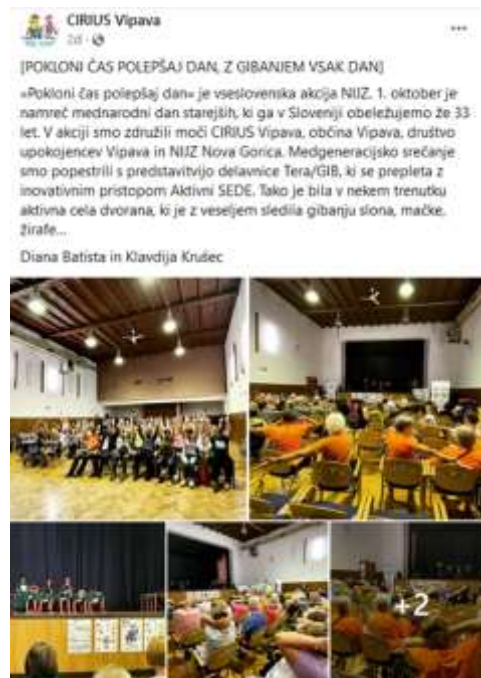 CIRIUS Vipava
2d
[POKLONI ČAS POLEPŠAJ DAN, Z GIBANJEM VSAK DAN]
»Pokloni čas polepšaj dan« je vseslovenska akcija NIJZ. 1. oktober je
namreč mednarodni dan starejših, ki ga v Sloveniji obeležujemo že 33
let. V akciji smo združili moči CIRIUS Vipava, občina Vipava, društvo
upokojencev Vipava in NIJZ Nova Gorica. Medgeneracijsko srečanje
smo popestrili s predstavitvijo delavnice Tera/GIB, ki se prepleta z
inovativnim pristopom Aktivni SEDE. Tako je bila v nekem trenutku
aktivna cela dvorana, ki je z veseljem sledila gibanju slona, mačke,
žirafe...
Diana Batista in Klavdija Krušec
+2